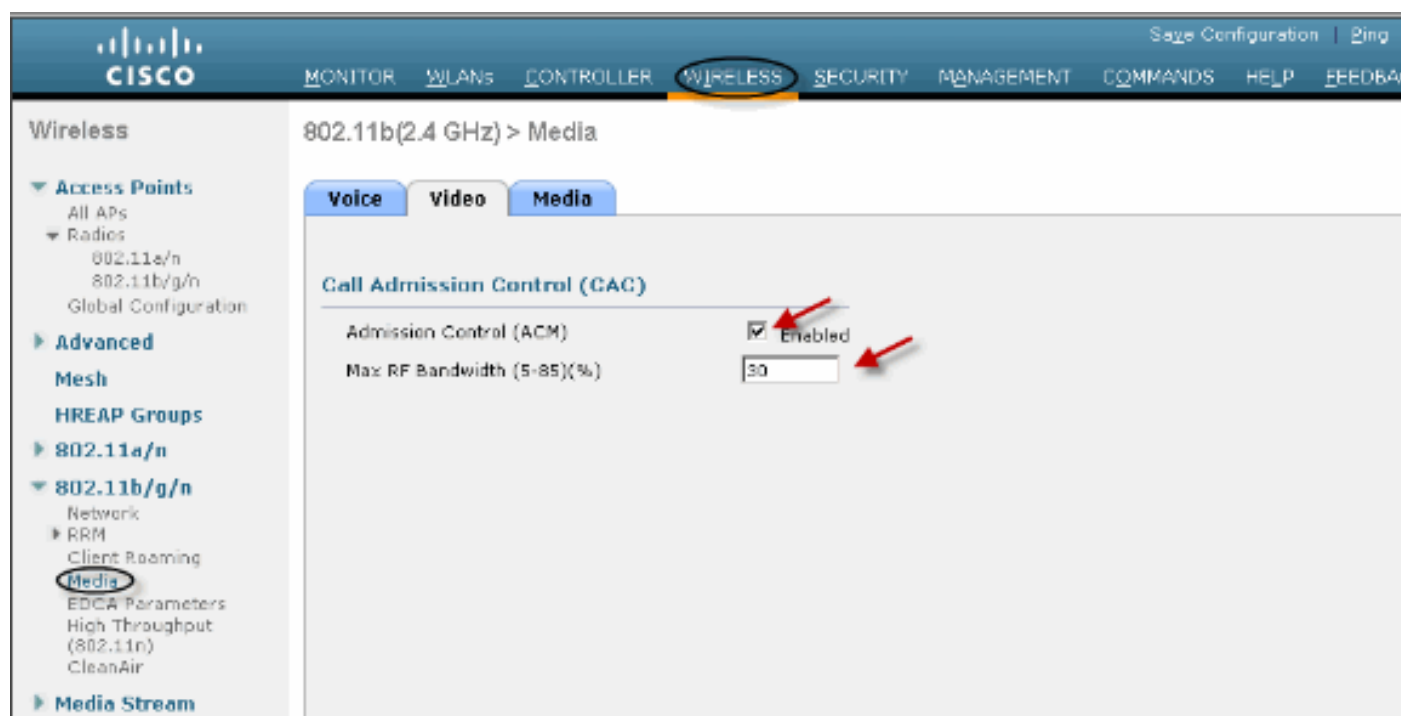 Save Configuration | Ping
CISCO
MONITOR WLANs CONTROLLER WIRELESS SECURITY MANAGEMENT COMMANDS HELP FEEDBA
Wireless
Access Points
All APs
Radios
802.11a/n
802.11b/g/n
Global Configuration
Advanced
Mesh
HREAP Groups
802.11a/n
802.11b/g/n
Network
RRM
Client Roaming
Media
EDCA Parameters
High Throughput
(802.11n)
CleanAir
Media Stream
802.11b(2.4 GHz) > Media
Voice Video Media
Call Admission Control (CAC)
Admission Control (ACM) Enabled
Max RF Bandwidth (5-85)(%) 30